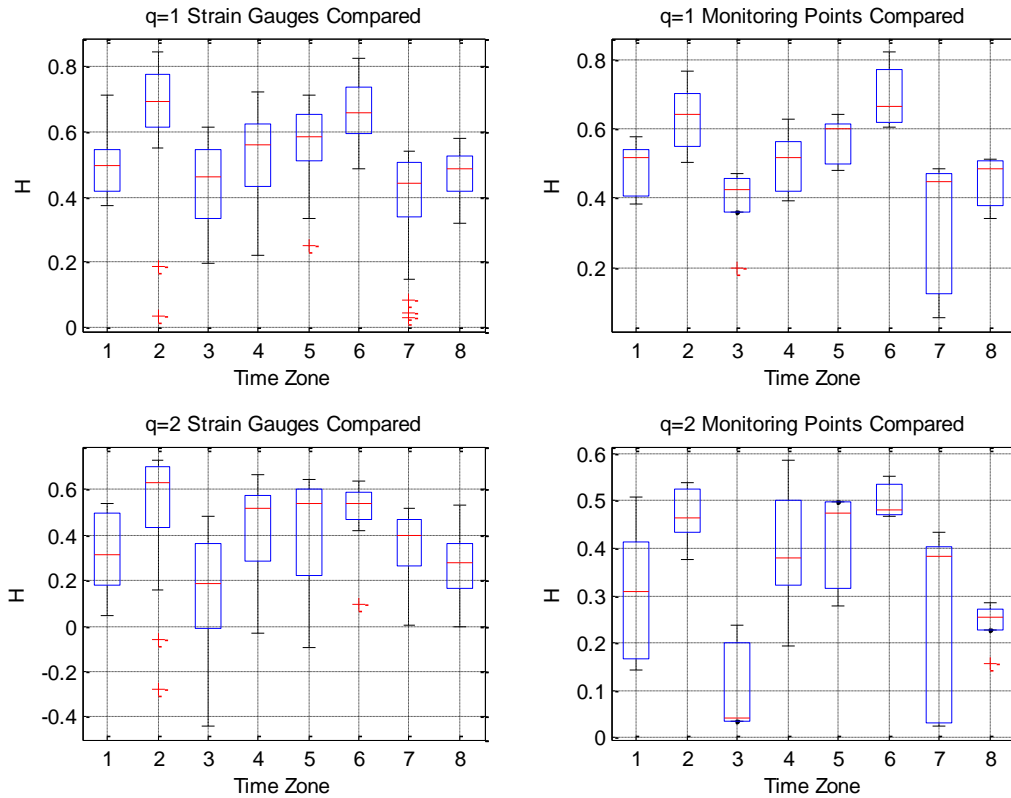 q=1 Strain Gauges Compared
0.8
0.6
0.4
0.2
0
H
1 2 3 4 5 6 7 8
Time Zone
q=1 Monitoring Points Compared
0.8
0.6
0.4
0.2
H
1 2 3 4 5 6 7 8
Time Zone
q=2 Strain Gauges Compared
0.6
0.4
0.2
0
-0.2
-0.4
H
1 2 3 4 5 6 7 8
Time Zone
q=2 Monitoring Points Compared
0.6
0.5
0.4
0.3
0.2
0.1
0
H
1 2 3 4 5 6 7 8
Time Zone